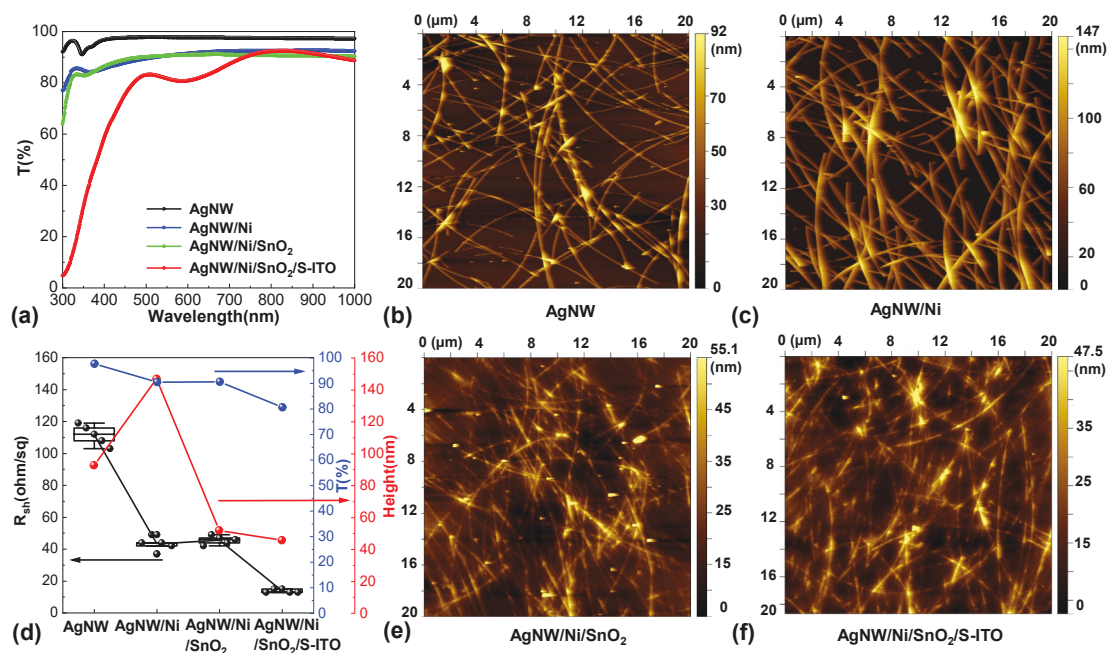 100
80
60
40
20
0
T(%)
AgNW
AgNW/Ni
AgNW/Ni/SnO₂
AgNW/Ni/SnO₂/S-ITO
300 400 500 600 700 800 900 1000
Wavelength(nm)
(a)
0 (μm) 4 8 12 16 20
4
8
12
16
20
92
(nm)
70
50
30
0
(b)
AgNW
0 (μm) 4 8 12 16 20
4
8
12
16
20
147
(nm)
100
60
40
0
(c)
AgNW/Ni
160
140
120
100
80
60
40
20
0
R_sh(ohm/sq)
100
90
80
70
60
50
40
30
20
10
0
T(%)
160
140
120
100
80
60
40
20
0
Height(nm)
AgNW AgNW/Ni AgNW/Ni AgNW/Ni
/SnO₂ /SnO₂/S-ITO
(d)
0 (μm) 4 8 12 16 20
4
8
12
16
20
55.1
(nm)
45
35
25
15
0
(e)
AgNW/Ni/SnO₂
0 (μm) 4 8 12 16 20
4
8
12
16
20
47.5
(nm)
37
25
12
0
(f)
AgNW/Ni/SnO₂/S-ITO